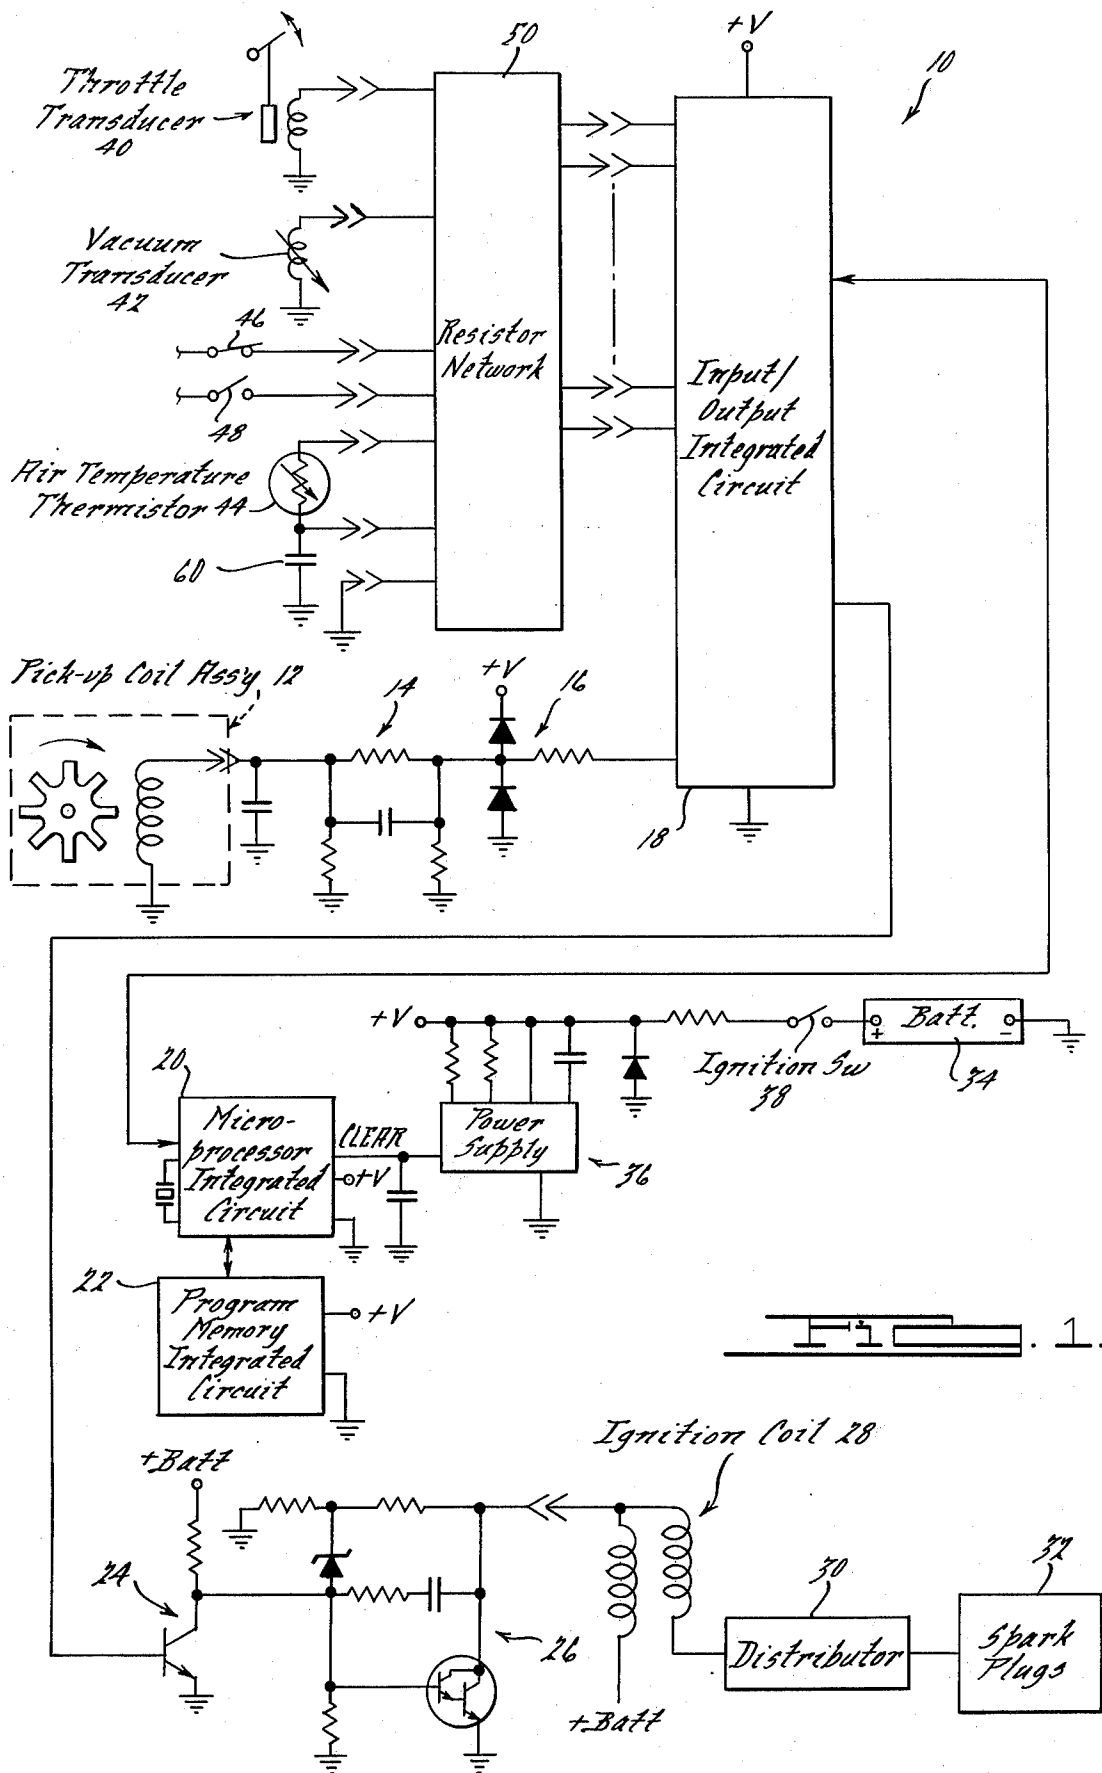 50
+V
10
Throttle
Transducer
40
Vacuum
Transducer
42
46
48
Resistor
Network
Input/
Output
Integrated
Circuit
Air Temperature
Thermistor 44
60
Pick-up Coil Assy 12
14
+V
16
18
+V
Ignition Sw
38
Batt.
+
-
34
20
Micro-
processor
Integrated
Circuit
CLEAR
+V
Power
Supply
36
22
Program
Memory
Integrated
Circuit
+V
. 1.
Ignition Coil 28
+Batt
24
26
+Batt
30
Distributor
32
Spark
Plugs